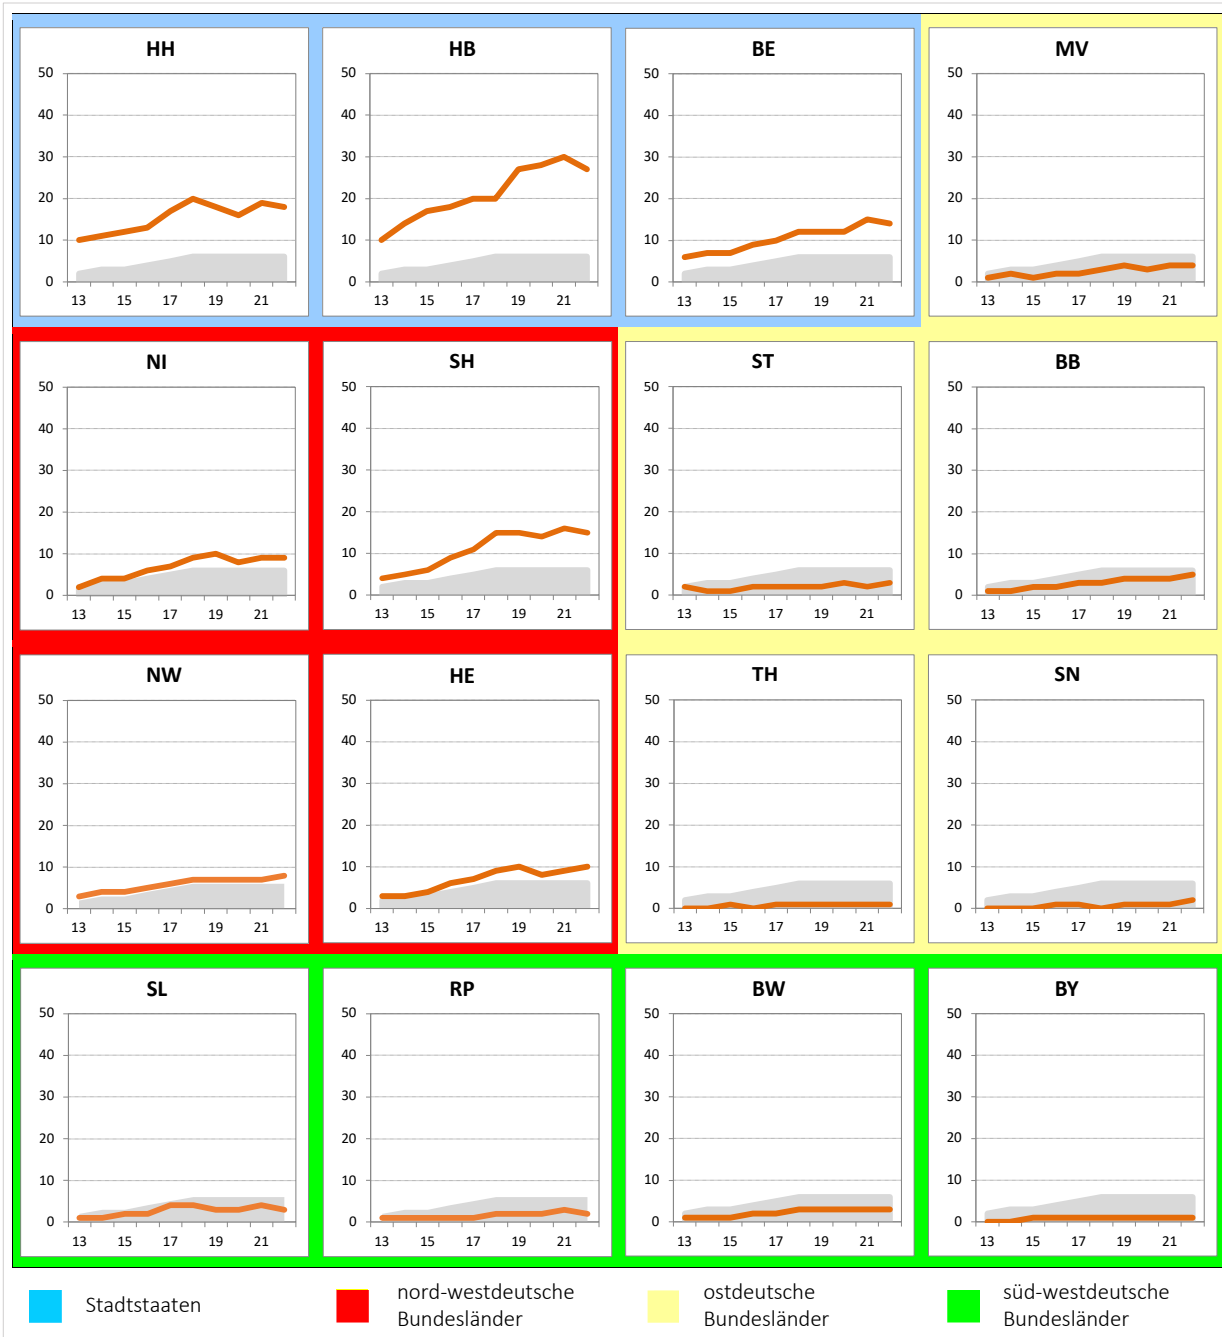 HH HB BE MV
50 50 50 50
40 40 40 40
30 30 30 30
20 20 20 20
10 10 10 10
0 0 0 0
13 15 17 19 21 13 15 17 19 21 13 15 17 19 21 13 15 17 19 21
NI SH ST BB
50 50 50 50
40 40 40 40
30 30 30 30
20 20 20 20
10 10 10 10
0 0 0 0
13 15 17 19 21 13 15 17 19 21 13 15 17 19 21 13 15 17 19 21
NW HE TH SN
50 50 50 50
40 40 40 40
30 30 30 30
20 20 20 20
10 10 10 10
0 0 0 0
13 15 17 19 21 13 15 17 19 21 13 15 17 19 21 13 15 17 19 21
SL RP BW BY
50 50 50 50
40 40 40 40
30 30 30 30
20 20 20 20
10 10 10 10
0 0 0 0
13 15 17 19 21 13 15 17 19 21 13 15 17 19 21 13 15 17 19 21
Stadtstaaten
nord-westdeutsche
Bundesländer
ostdeutsche
Bundesländer
süd-westdeutsche
Bundesländer